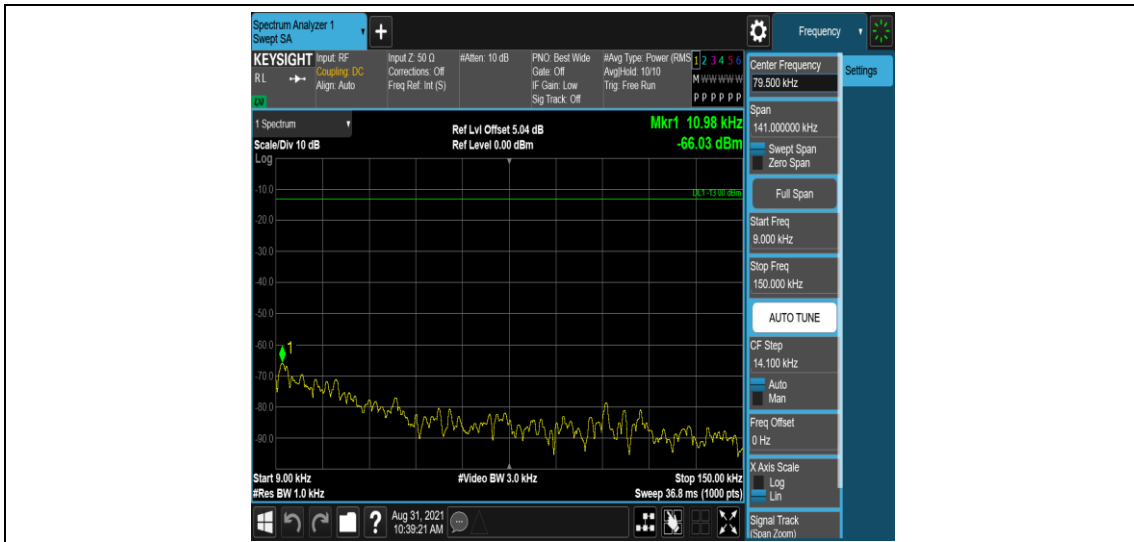 Spectrum Analyzer 1
Swept SA
+
Frequency
KEYSIGHT
RL
LXI
Input: RF
Coupling: DC
Align: Auto
Input Z: 50 Ω
Corrections: Off
Freq Ref: Int (S)
#Atten: 10 dB
PNO: Best Wide
Gate: Off
IF Gain: Low
Sig Track: Off
#Avg Type: Power (RMS
Avg|Hold: 10/10
Trig: Free Run
1 2 3 4 5 6
M W W W W W
P P P P P P
1 Spectrum
Scale/Div 10 dB
Log
Ref Lvl Offset 5.04 dB
Ref Level 0.00 dBm
Mkr1 10.98 kHz
-66.03 dBm
DL1 -13.00 dBm
-10.0
-20.0
-30.0
-40.0
-50.0
-60.0
1
-70.0
-80.0
-90.0
Start 9.00 kHz
#Res BW 1.0 kHz
#Video BW 3.0 kHz
Stop 150.00 kHz
Sweep 36.8 ms (1000 pts)
Center Frequency
79.500 kHz
Settings
Span
141.000000 kHz
Swept Span
Zero Span
Full Span
Start Freq
9.000 kHz
Stop Freq
150.000 kHz
AUTO TUNE
CF Step
14.100 kHz
Auto
Man
Freq Offset
0 Hz
X Axis Scale
Log
Lin
Signal Track
(Span Zoom)
?
Aug 31, 2021
10:39:21 AM